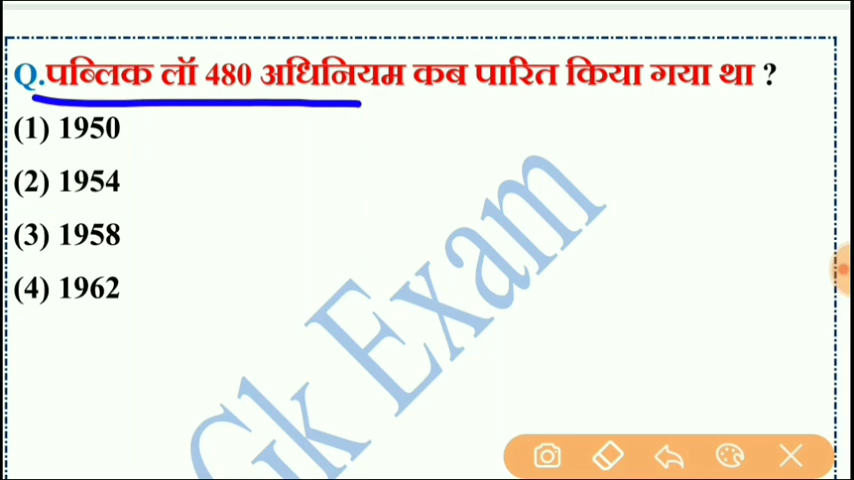 Q.पब्लिक लॉ 480 अधिनियम कब पारित किया गया था ?
(1) 1950
(2) 1954
(3) 1958
(4) 1962
Gk Exam